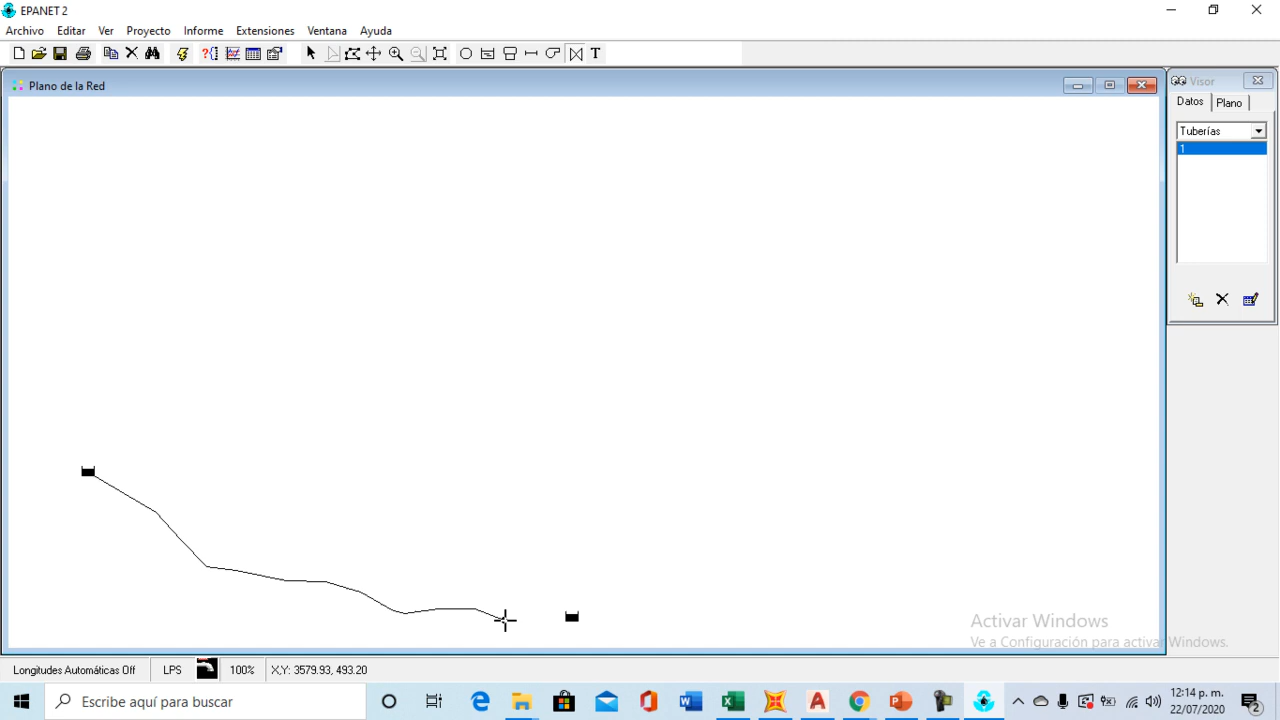 EPANET 2
Archivo Editar Ver Proyecto Informe Extensiones Ventana Ayuda
T
Plano de la Red
Visor
Datos Plano
Tuberías
1
Activar Windows
Ve a Configuración para activar Windows.
Longitudes Automáticas Off LPS 100% X,Y: 3579.93, 493.20
Escribe aquí para buscar
12:14 p. m.
22/07/2020
2